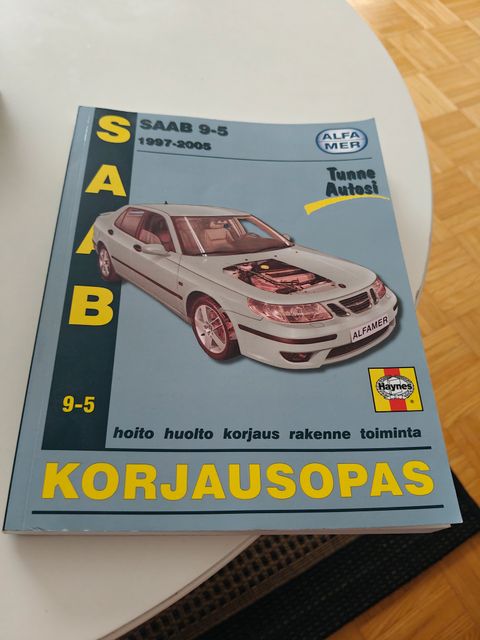 SAAB
SAAB 9-5
1997-2005
ALFA
MER
Tunne
Autosi
ALFAMER
Haynes
9-5
hoito huolto korjaus rakenne toiminta
KORJAUSOPAS